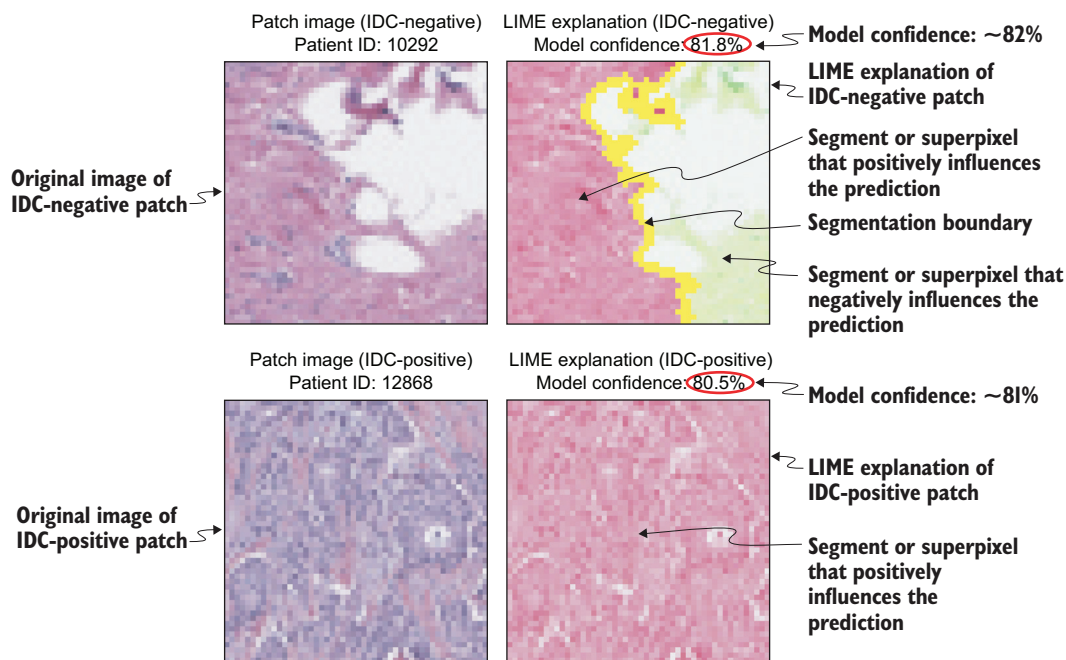 Patch image (IDC-negative)
Patient ID: 10292
LIME explanation (IDC-negative)
Model confidence: 81.8%
Model confidence: ~82%
LIME explanation of
IDC-negative patch
Segment or superpixel
that positively influences
the prediction
Original image of
IDC-negative patch
Segmentation boundary
Segment or superpixel that
negatively influences the
prediction
Patch image (IDC-positive)
Patient ID: 12868
LIME explanation (IDC-positive)
Model confidence: 80.5%
Model confidence: ~81%
LIME explanation of
IDC-positive patch
Original image of
IDC-positive patch
Segment or superpixel
that positively
influences the
prediction